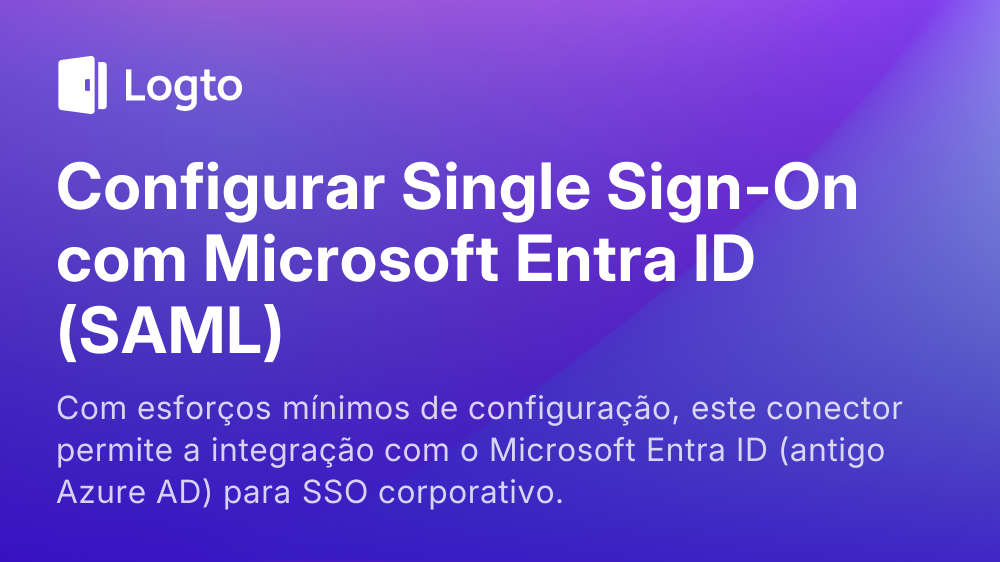 Logto
Configurar Single Sign-On
com Microsoft Entra ID
(SAML)
Com esforços mínimos de configuração, este conector
permite a integração com o Microsoft Entra ID (antigo
Azure AD) para SSO corporativo.